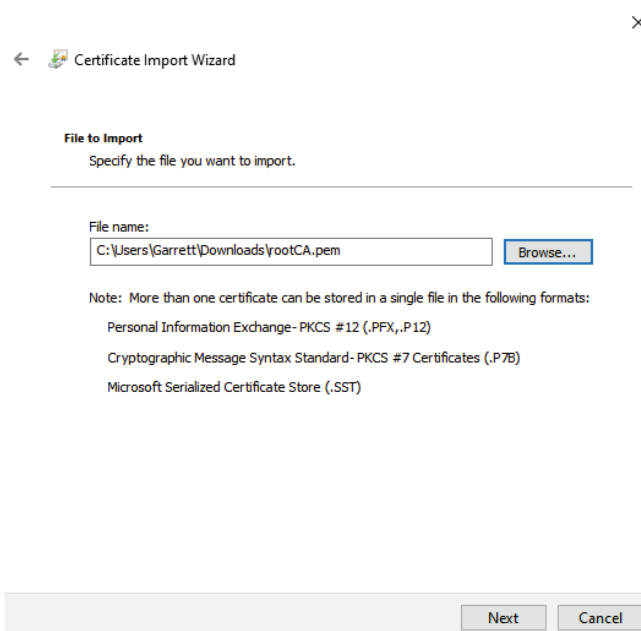 Certificate Import Wizard
File to Import
Specify the file you want to import.
File name:
C:\Users\Garrett\Downloads\rootCA.pem
Browse...
Note: More than one certificate can be stored in a single file in the following formats:
Personal Information Exchange- PKCS #12 (.PFX,.P12)
Cryptographic Message Syntax Standard- PKCS #7 Certificates (.P7B)
Microsoft Serialized Certificate Store (.SST)
Next
Cancel